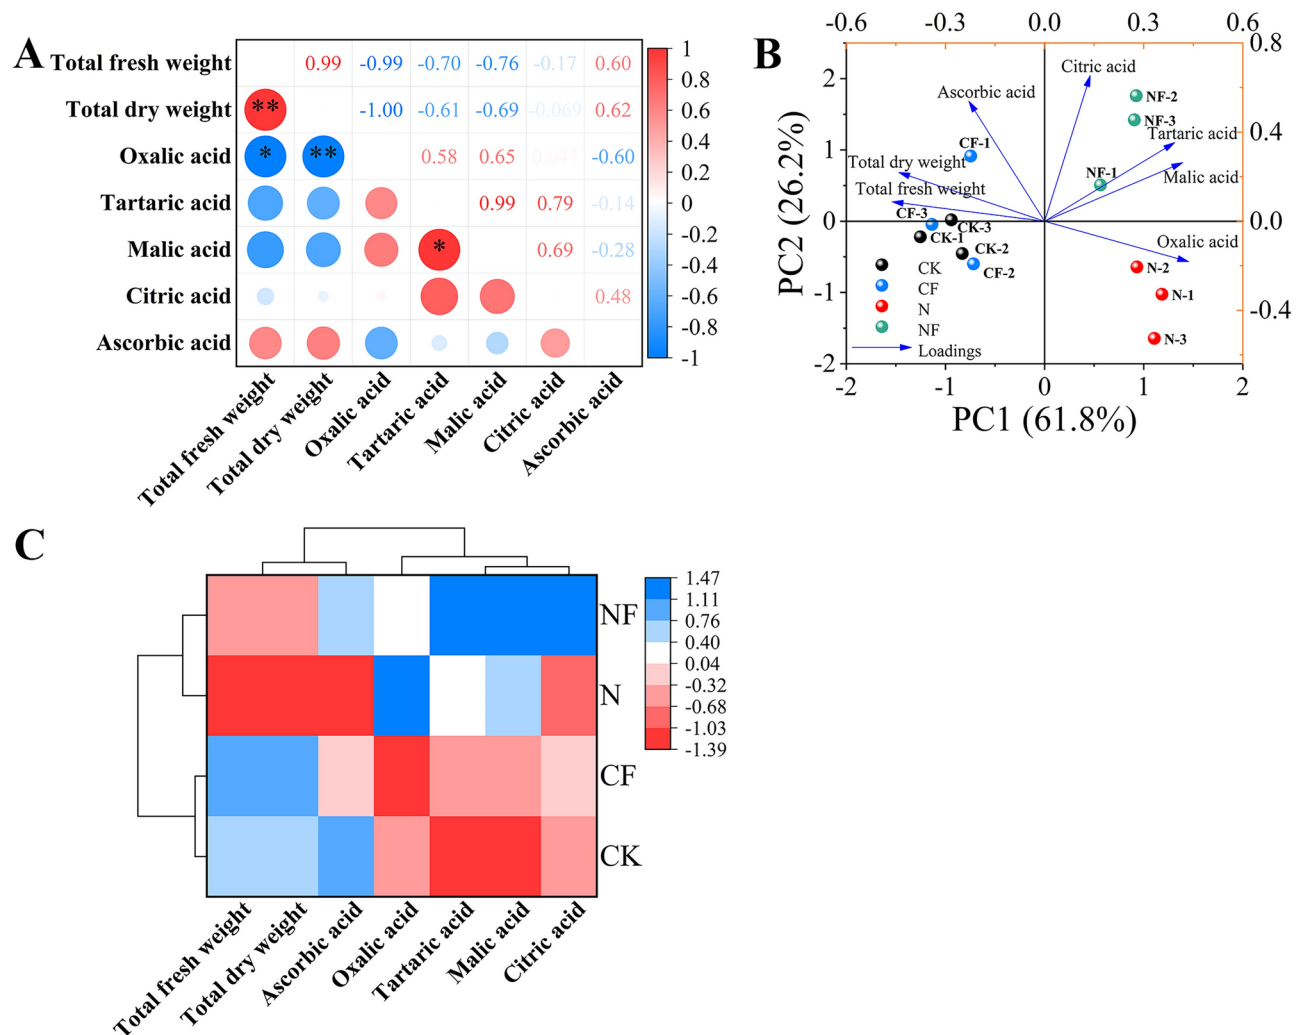 A
Total fresh weight 0.99 -0.99 -0.70 -0.76 -0.17 0.60
Total dry weight ** -1.00 -0.61 -0.69 -0.069 0.62
Oxalic acid * ** 0.58 0.65 0.047 -0.60
Tartaric acid 0.99 0.79 -0.14
Malic acid * 0.69 -0.28
Citric acid 0.48
Ascorbic acid
1
0.8
0.6
0.4
0.2
0
-0.2
-0.4
-0.6
-0.8
-1
Total fresh weight
Total dry weight
Oxalic acid
Tartaric acid
Malic acid
Citric acid
Ascorbic acid
B
-0.6 -0.3 0.0 0.3 0.6
PC2 (26.2%)
2
1
0
-1
-2
0.8
0.4
0.0
-0.4
Citric acid
Ascorbic acid
NF-2
NF-3
Tartaric acid
CF-1
Total dry weight
NF-1
Malic acid
Total fresh weight
CF-3
CK-3
CK-1
Oxalic acid
CK-2
CF-2
N-2
N-1
N-3
CK
CF
N
NF
Loadings
-2 -1 0 1 2
PC1 (61.8%)
C
NF
N
CF
CK
1.47
1.11
0.76
0.40
0.04
-0.32
-0.68
-1.03
-1.39
Total fresh weight
Total dry weight
Ascorbic acid
Oxalic acid
Tartaric acid
Malic acid
Citric acid